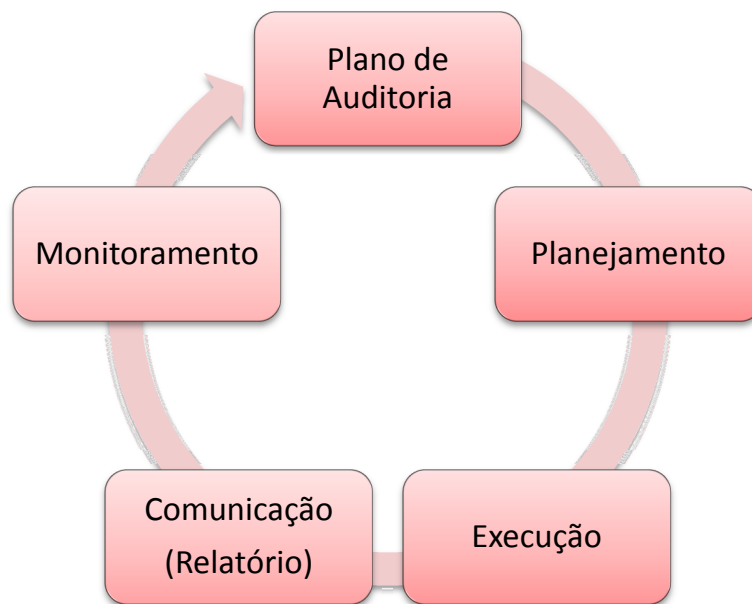 Plano de
Auditoria
Planejamento
Execução
Comunicação
(Relatório)
Monitoramento